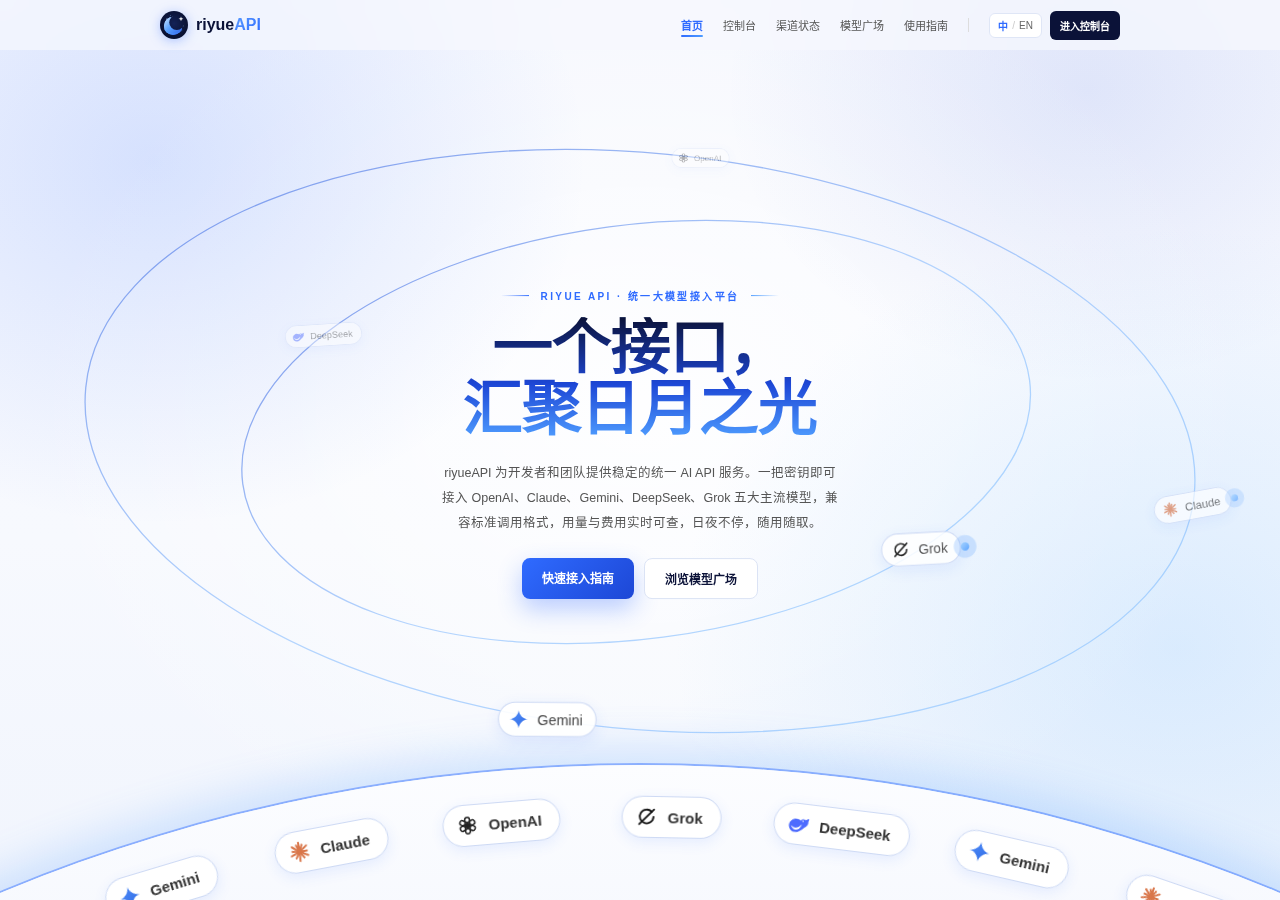 riyueAPI
首页
控制台
渠道状态
模型广场
使用指南
中 / EN
进入控制台
OpenAI
DeepSeek
RIYUE API · 统一大模型接入平台
一个接口，
汇聚日月之光
riyueAPI 为开发者和团队提供稳定的统一 AI API 服务。一把密钥即可
接入 OpenAI、Claude、Gemini、DeepSeek、Grok 五大主流模型，兼
容标准调用格式，用量与费用实时可查，日夜不停，随用随取。
Claude
Grok
快速接入指南
浏览模型广场
Gemini
Gemini
Claude
OpenAI
Grok
DeepSeek
Gemini